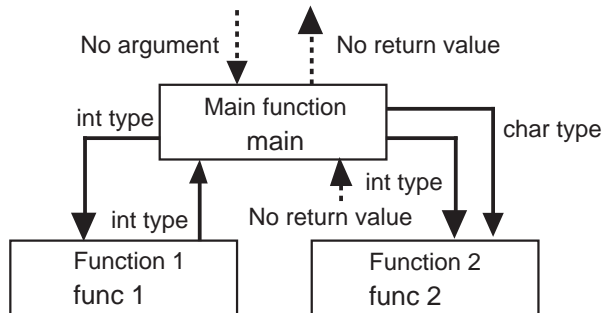 No argument
No return value
Main function
main
int type
char type
int type
int type
No return value
Function 1
func 1
Function 2
func 2